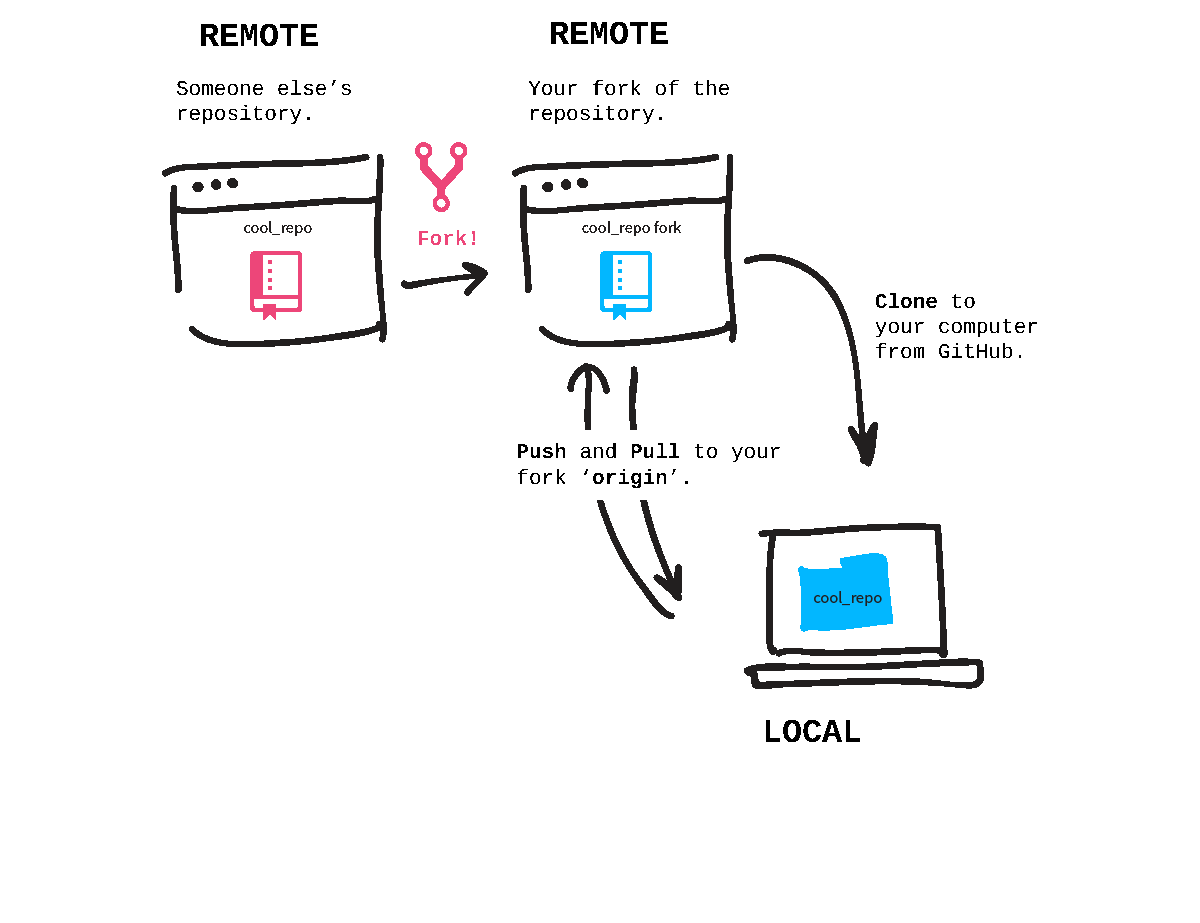 REMOTE
Someone else’s
repository.
cool_repo
Fork!
REMOTE
Your fork of the
repository.
cool_repo fork
Clone to
your computer
from GitHub.
Push and Pull to your
fork ‘origin’.
cool_repo
LOCAL